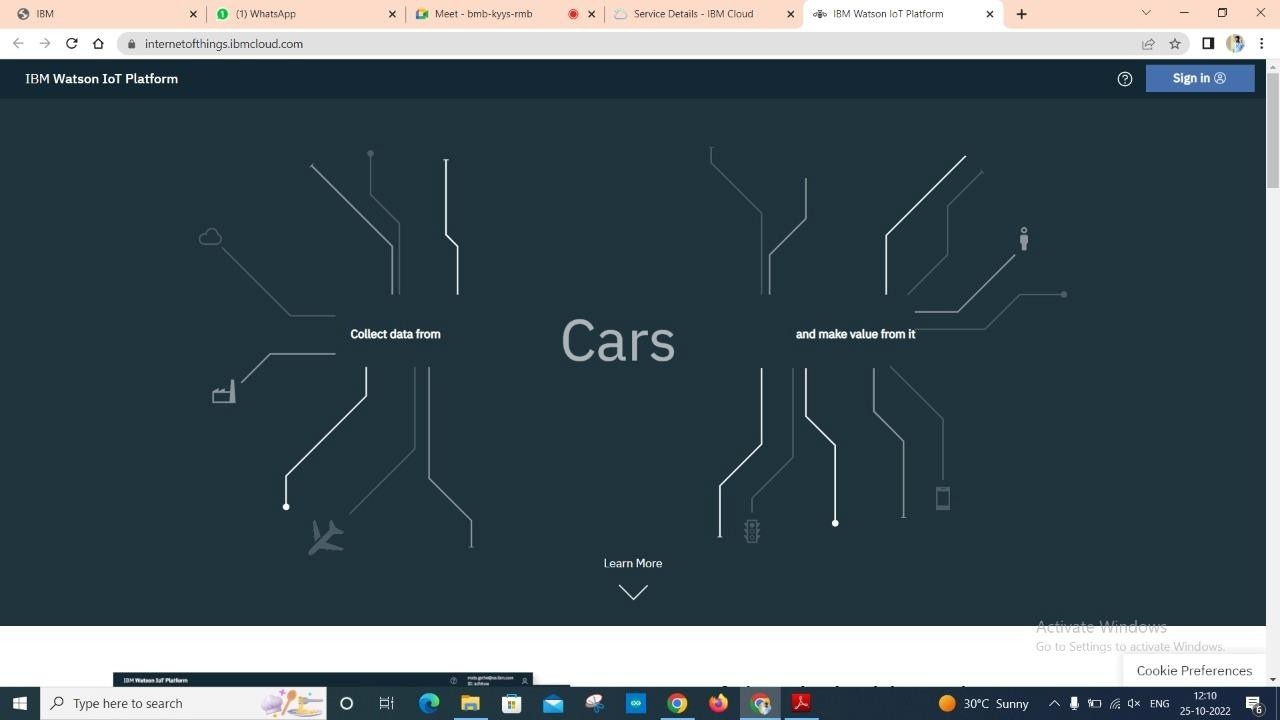 IBM
(1) WhatsApp
Meet - bmb-kyys-rmb
Service Details - IBM Cloud
IBM Watson IoT Platform
internetofthings.ibmcloud.com
IBM Watson IoT Platform
Sign in
Collect data from
Cars
and make value from it
Learn More
Activate Windows
Go to Settings to activate Windows.
Cookie Preferences
IBM Watson IoT Platform
Type here to search
30°C Sunny
ENG
12:10
25-10-2022
6